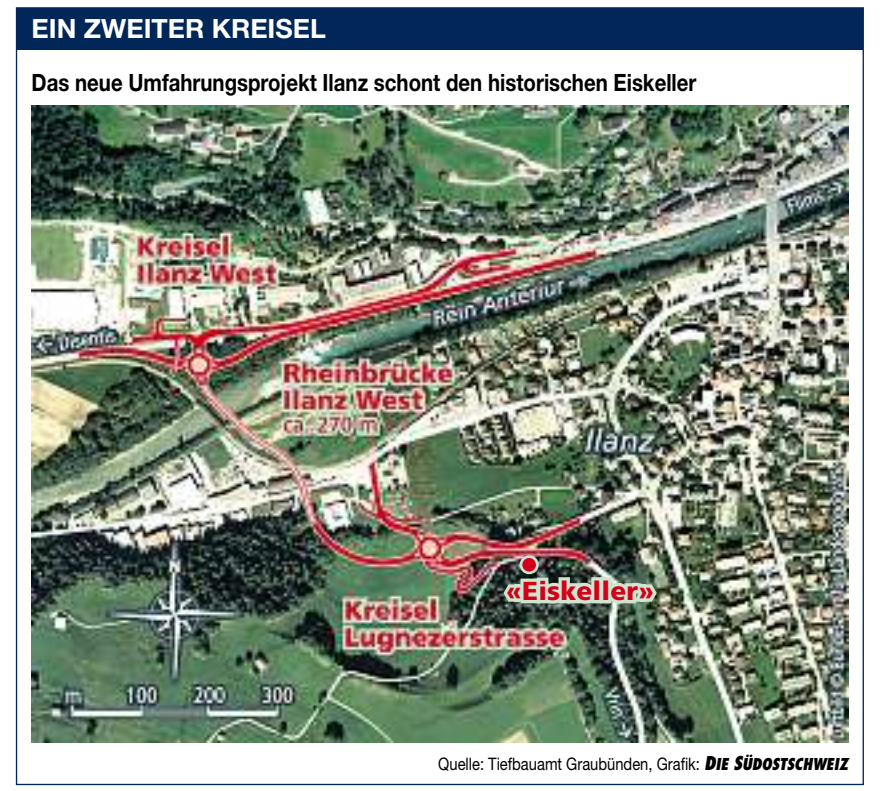 EIN ZWEITER KREISEL
Das neue Umfahrungsprojekt Ilanz schont den historischen Eiskeller
Flims →
Kreisel
Ilanz West
Rein Anteriur
← Disentis
Rheinbrücke
Ilanz West
ca. 270 m
Ilanz
«Eiskeller»
Kreisel
Lugnezerstrasse
N
m 100 200 300
Vrin
Quelle: Tiefbauamt Graubünden, Grafik: DIE SÜDOSTSCHWEIZ